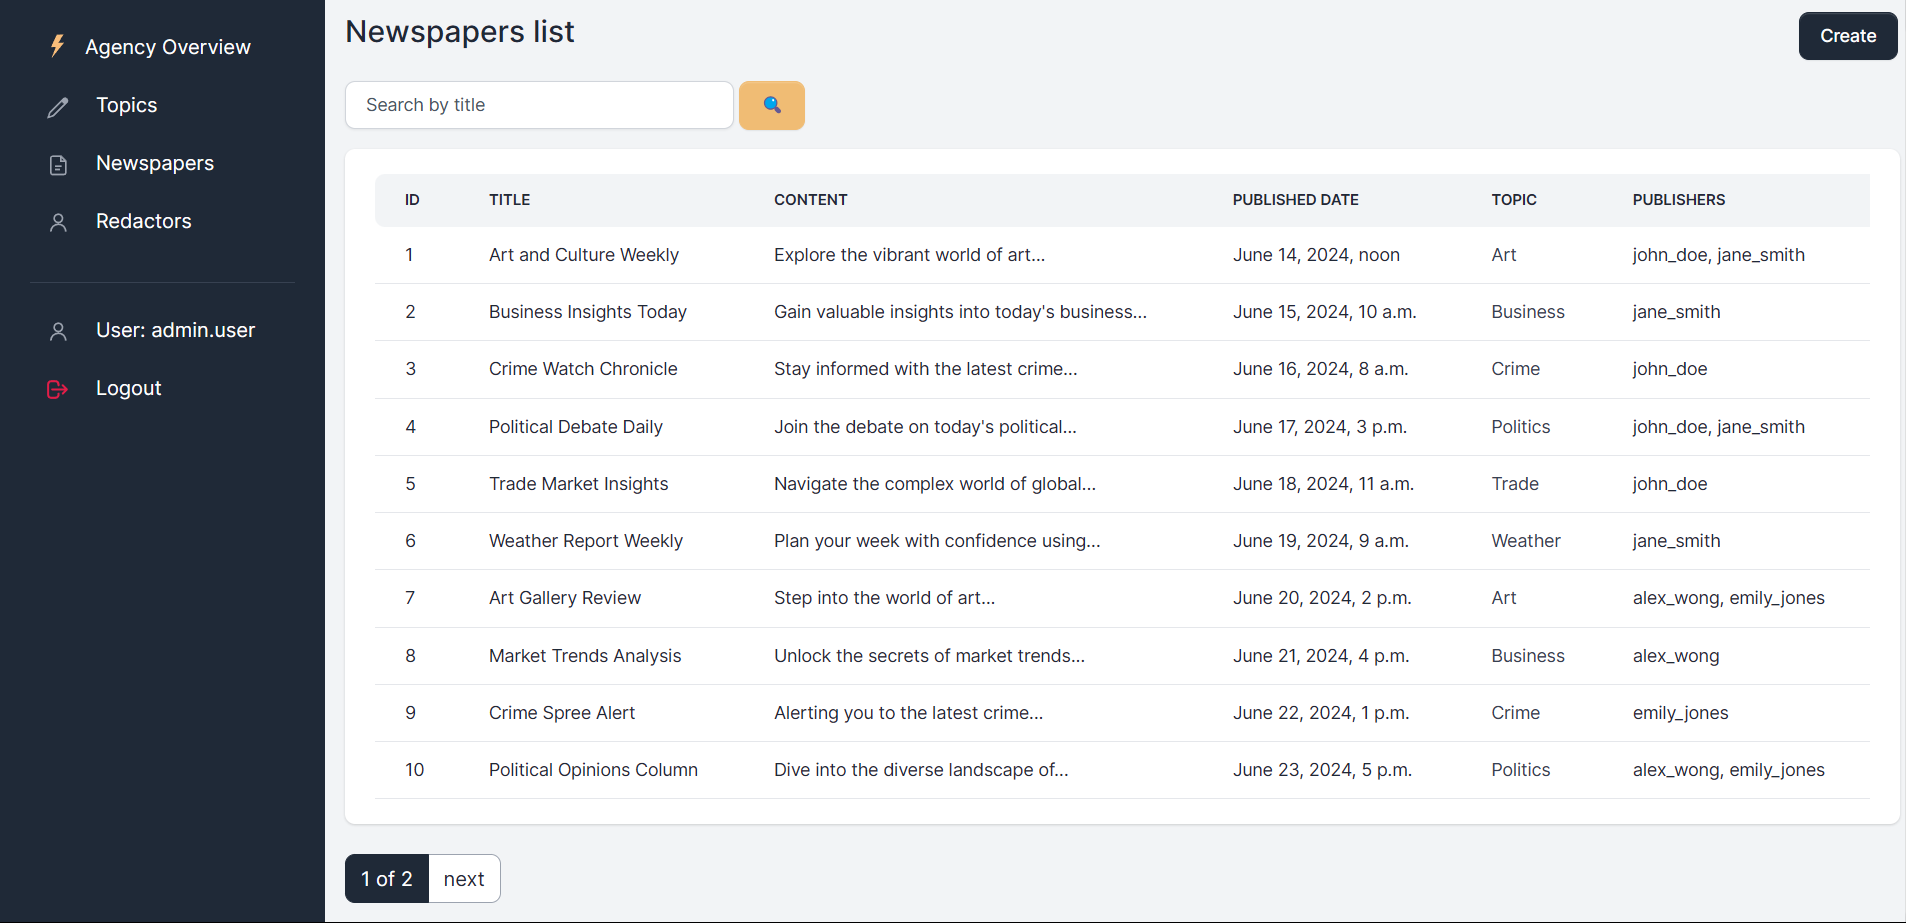 Agency Overview
Topics
Newspapers
Redactors
User: admin.user
Logout
Newspapers list
Create
Search by title
ID TITLE CONTENT PUBLISHED DATE TOPIC PUBLISHERS
1 Art and Culture Weekly Explore the vibrant world of art... June 14, 2024, noon Art john_doe, jane_smith
2 Business Insights Today Gain valuable insights into today's business... June 15, 2024, 10 a.m. Business jane_smith
3 Crime Watch Chronicle Stay informed with the latest crime... June 16, 2024, 8 a.m. Crime john_doe
4 Political Debate Daily Join the debate on today's political... June 17, 2024, 3 p.m. Politics john_doe, jane_smith
5 Trade Market Insights Navigate the complex world of global... June 18, 2024, 11 a.m. Trade john_doe
6 Weather Report Weekly Plan your week with confidence using... June 19, 2024, 9 a.m. Weather jane_smith
7 Art Gallery Review Step into the world of art... June 20, 2024, 2 p.m. Art alex_wong, emily_jones
8 Market Trends Analysis Unlock the secrets of market trends... June 21, 2024, 4 p.m. Business alex_wong
9 Crime Spree Alert Alerting you to the latest crime... June 22, 2024, 1 p.m. Crime emily_jones
10 Political Opinions Column Dive into the diverse landscape of... June 23, 2024, 5 p.m. Politics alex_wong, emily_jones
1 of 2 next